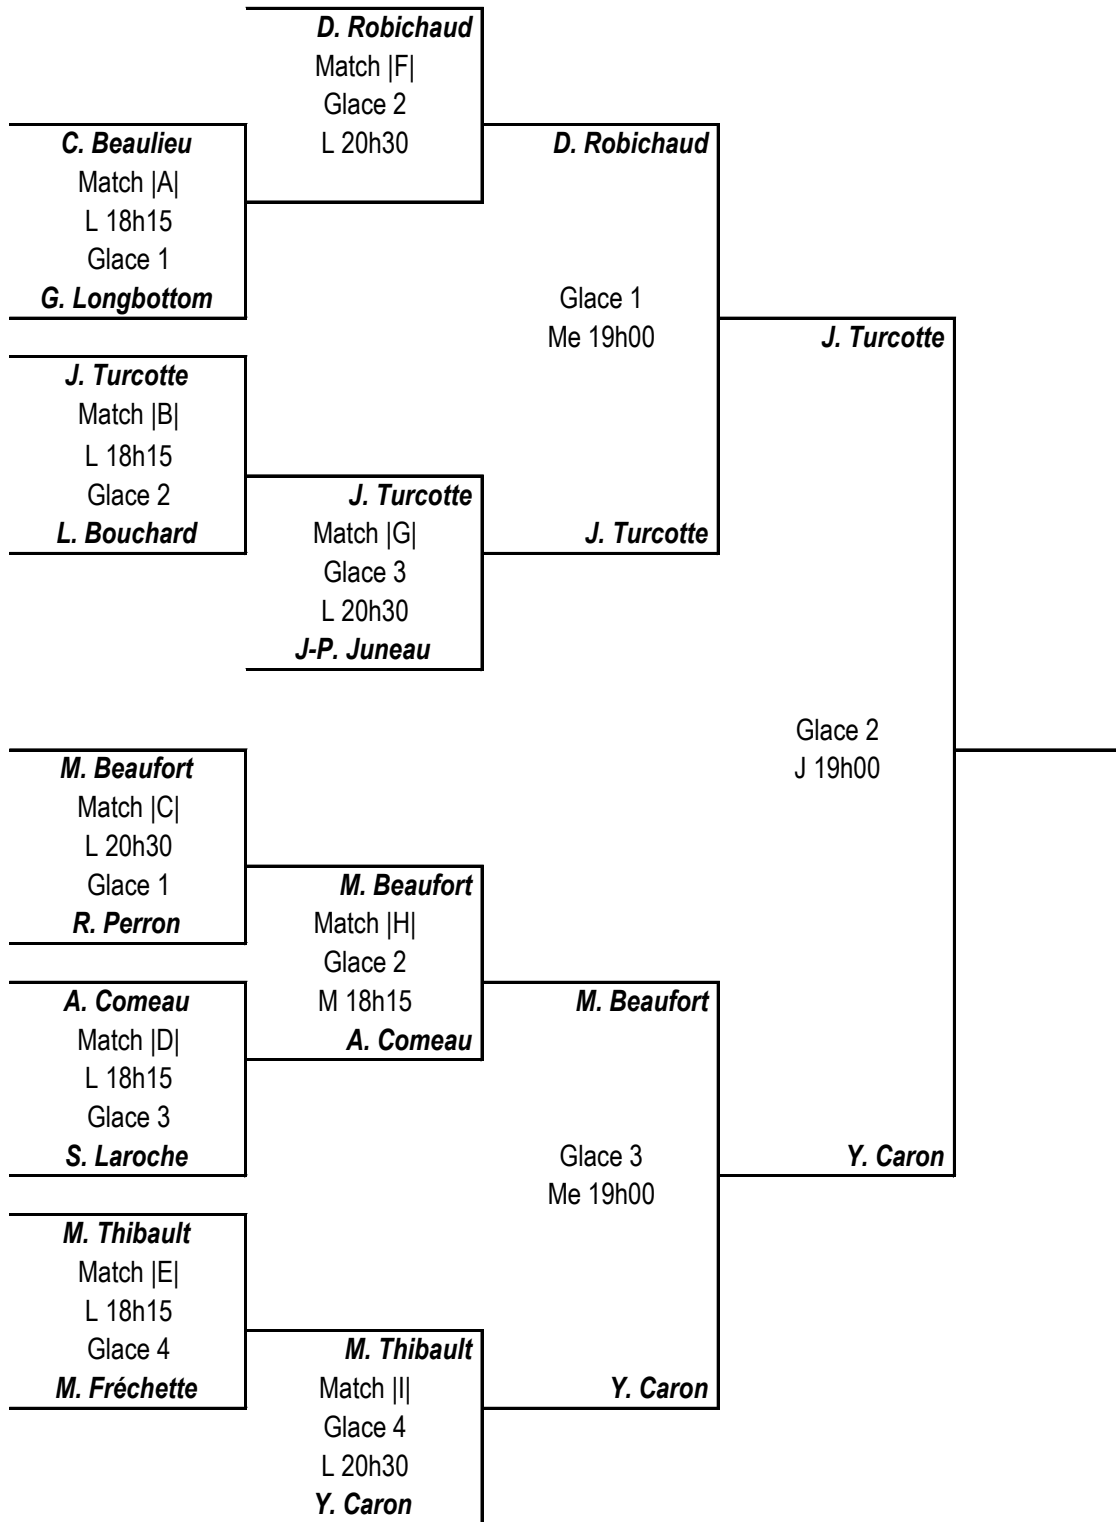 D. Robichaud
Match |F|
Glace 2
L 20h30
C. Beaulieu
Match |A|
L 18h15
Glace 1
G. Longbottom
D. Robichaud
Glace 1
Me 19h00
J. Turcotte
J. Turcotte
Match |B|
L 18h15
Glace 2
L. Bouchard
J. Turcotte
Match |G|
Glace 3
L 20h30
J-P. Juneau
J. Turcotte
Glace 2
J 19h00
M. Beaufort
Match |C|
L 20h30
Glace 1
R. Perron
M. Beaufort
Match |H|
Glace 2
M 18h15
A. Comeau
A. Comeau
Match |D|
L 18h15
Glace 3
S. Laroche
M. Beaufort
Glace 3
Me 19h00
Y. Caron
M. Thibault
Match |E|
L 18h15
Glace 4
M. Fréchette
M. Thibault
Match |I|
Glace 4
L 20h30
Y. Caron
Y. Caron